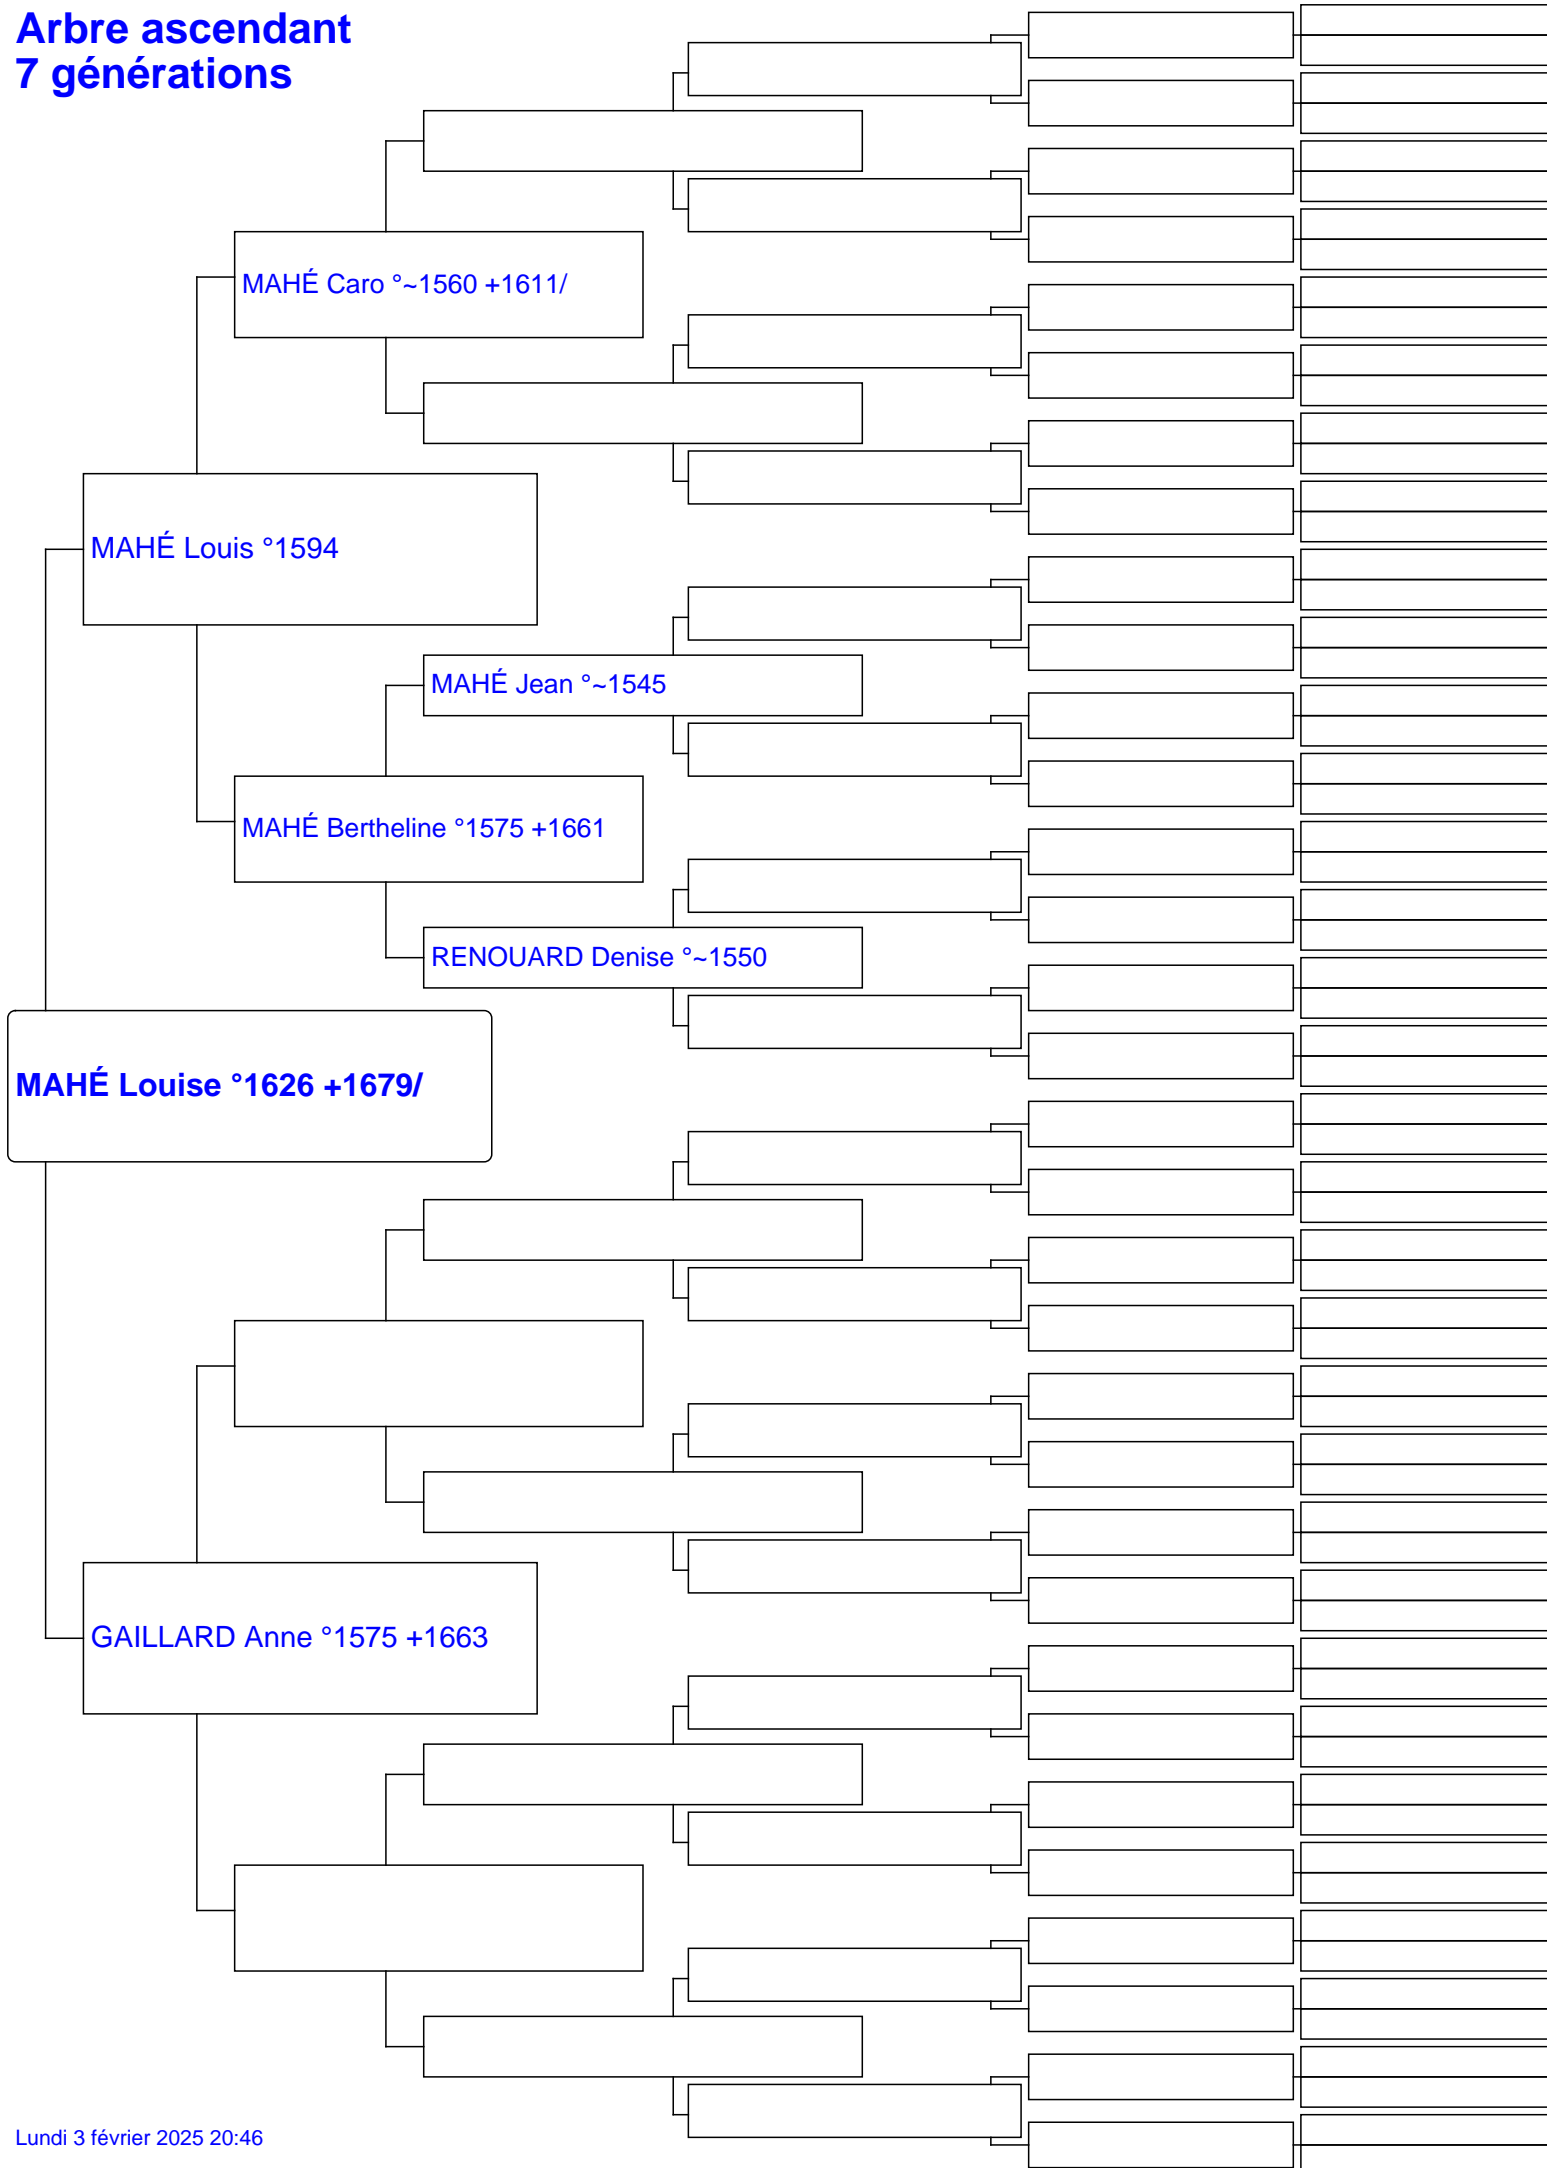 Arbre ascendant
7 générations
MAHÉ Caro °~1560 +1611/
MAHÉ Louis °1594
MAHÉ Jean °~1545
MAHÉ Bertheline °1575 +1661
RENOUARD Denise °~1550
MAHÉ Louise °1626 +1679/
GAILLARD Anne °1575 +1663
Lundi 3 février 2025 20:46